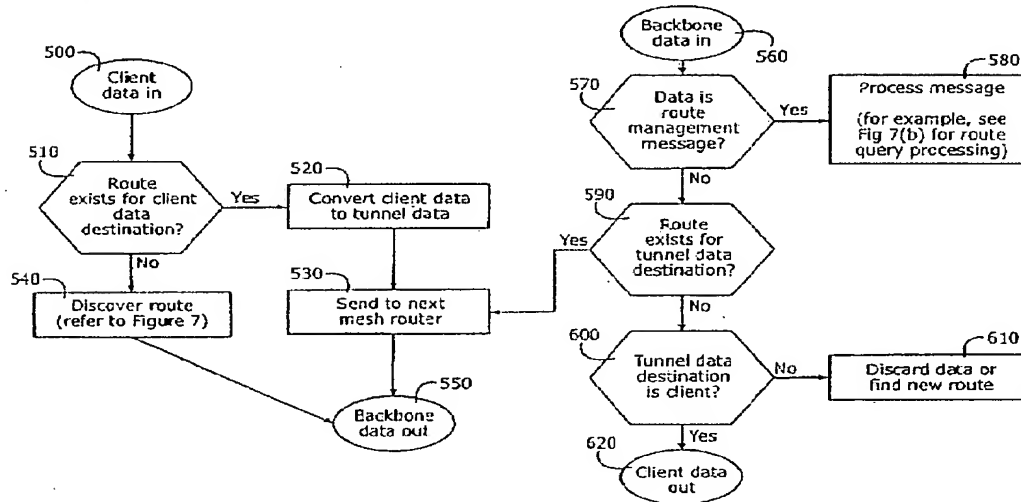 500
Client
data in
510
Route
exists for client
data
destination?
Yes
No
520
Convert client data
to tunnel data
530
Send to next
mesh router
540
Discover route
(refer to Figure 7)
550
Backbone
data out
Backbone
data in
560
570
Data is
route
management
message?
Yes
No
580
Process message
(for example, see
Fig 7(b) for route
query processing)
590
Route
exists for
tunnel data
destination?
Yes
No
600
Tunnel data
destination
is client?
No
Yes
610
Discard data or
find new route
620
Client data
out